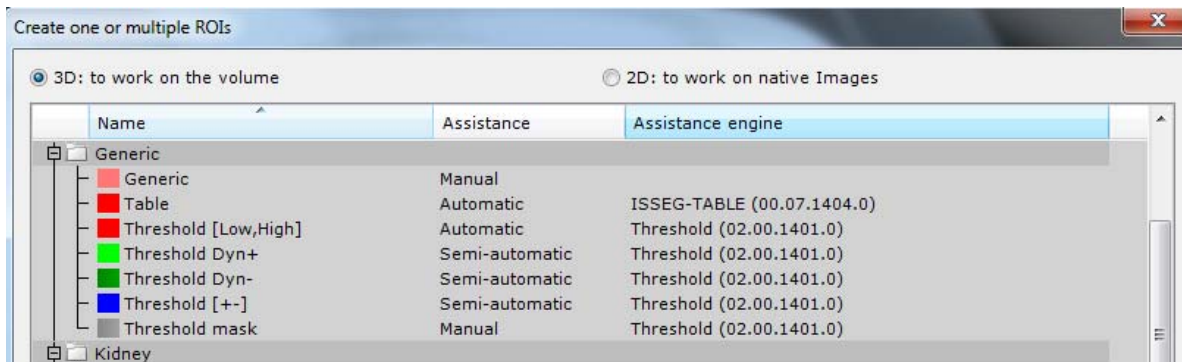 Create one or multiple ROIs
3D: to work on the volume 2D: to work on native Images
Name Assistance Assistance engine
Generic
Generic Manual
Table Automatic ISSEG-TABLE (00.07.1404.0)
Threshold [Low,High] Automatic Threshold (02.00.1401.0)
Threshold Dyn+ Semi-automatic Threshold (02.00.1401.0)
Threshold Dyn- Semi-automatic Threshold (02.00.1401.0)
Threshold [+-] Semi-automatic Threshold (02.00.1401.0)
Threshold mask Manual Threshold (02.00.1401.0)
Kidney